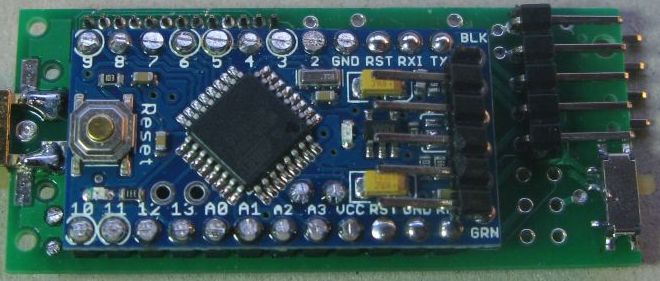 BLK
9 8 7 6 5 4 3 2 GND RST RXI TX
Reset
10 11 12 13 A0 A1 A2 A3 VCC RST GND
GRN